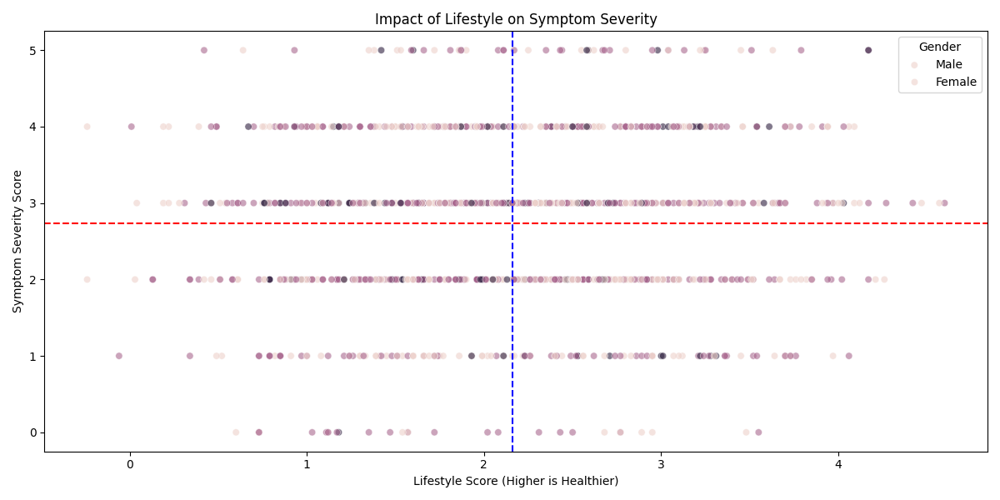 Impact of Lifestyle on Symptom Severity
Gender
Male
Female
Symptom Severity Score
5
4
3
2
1
0
0 1 2 3 4
Lifestyle Score (Higher is Healthier)